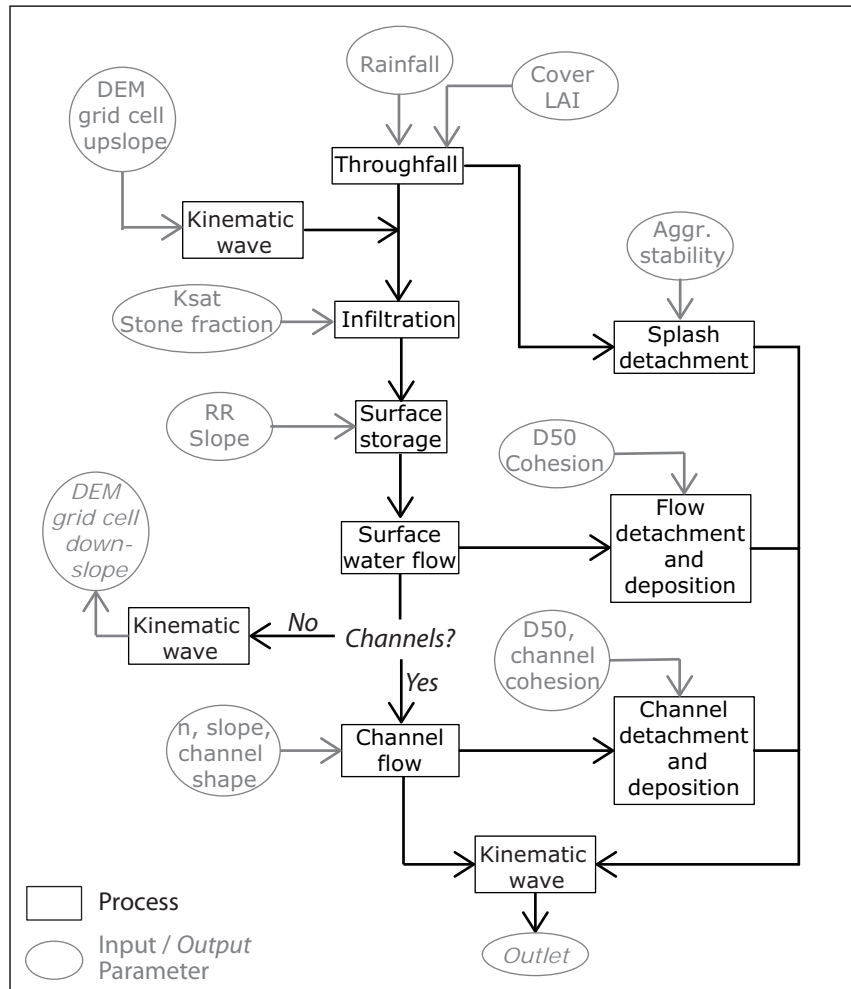 Rainfall
Cover
LAI
DEM
grid cell
upslope
Throughfall
Kinematic
wave
Aggr.
stability
Ksat
Stone fraction
Infiltration
Splash
detachment
RR
Slope
Surface
storage
D50
Cohesion
DEM
grid cell
down-
slope
Surface
water flow
Flow
detachment
and
deposition
Kinematic
wave
No
Channels?
Yes
D50,
channel
cohesion
n, slope,
channel
shape
Channel
flow
Channel
detachment
and
deposition
Kinematic
wave
Process
Input / Output
Parameter
Outlet